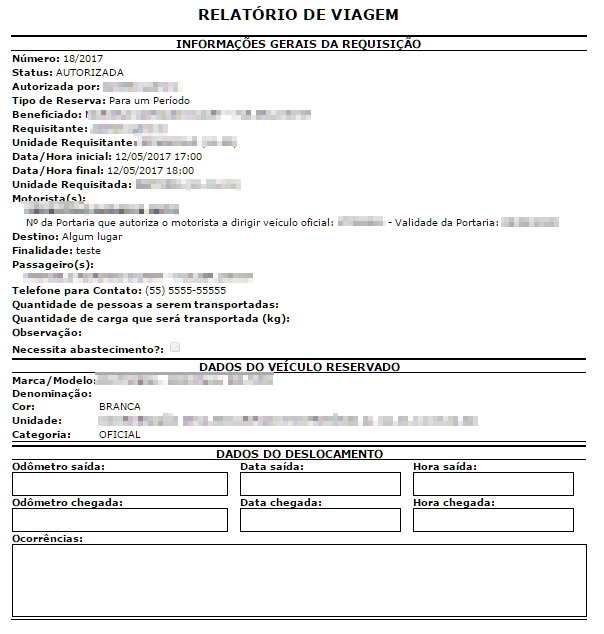 RELATÓRIO DE VIAGEM
INFORMAÇÕES GERAIS DA REQUISIÇÃO
Número: 18/2017
Status: AUTORIZADA
Autorizada por:
Tipo de Reserva: Para um Período
Beneficiado:
Requisitante:
Unidade Requisitante:
Data/Hora inicial: 12/05/2017 17:00
Data/Hora final: 12/05/2017 18:00
Unidade Requisitada:
Motorista(s):
Nº da Portaria que autoriza o motorista a dirigir veículo oficial: - Validade da Portaria:
Destino: Algum lugar
Finalidade: teste
Passageiro(s):
Telefone para Contato: (55) 5555-55555
Quantidade de pessoas a serem transportadas:
Quantidade de carga que será transportada (kg):
Observação:
Necessita abastecimento?:
DADOS DO VEÍCULO RESERVADO
Marca/Modelo:
Denominação:
Cor: BRANCA
Unidade:
Categoria: OFICIAL
DADOS DO DESLOCAMENTO
Odômetro saída: Data saída: Hora saída:
Odômetro chegada: Data chegada: Hora chegada:
Ocorrências: